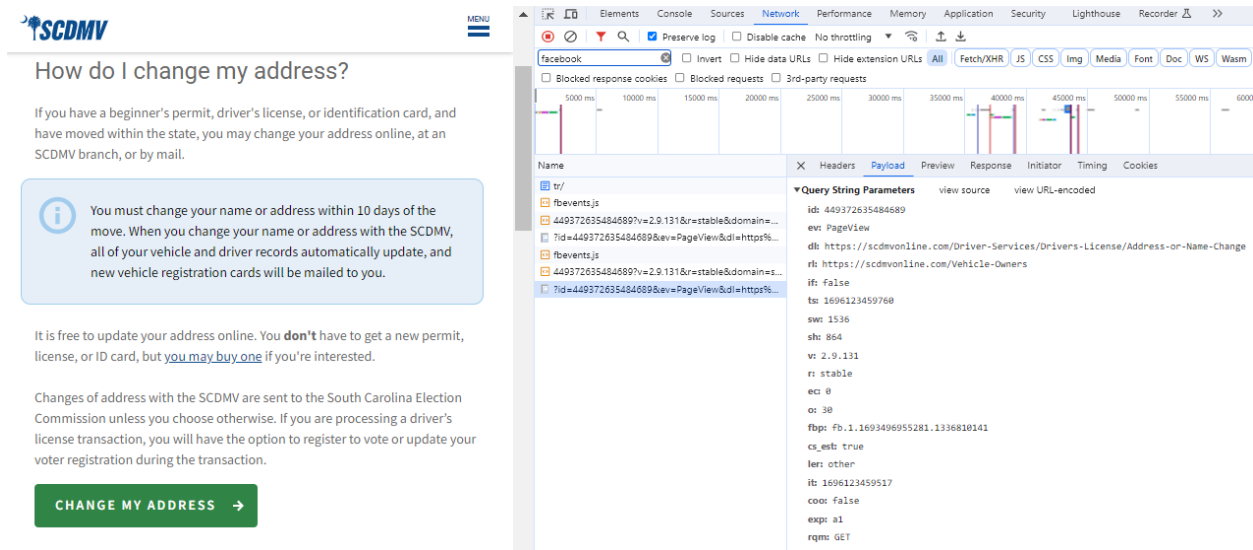 SCDMV
MENU
How do I change my address?
If you have a beginner's permit, driver's license, or identification card, and
have moved within the state, you may change your address online, at an
SCDMV branch, or by mail.
You must change your name or address within 10 days of the
move. When you change your name or address with the SCDMV,
all of your vehicle and driver records automatically update, and
new vehicle registration cards will be mailed to you.
It is free to update your address online. You don't have to get a new permit,
license, or ID card, but you may buy one if you're interested.
Changes of address with the SCDMV are sent to the South Carolina Election
Commission unless you choose otherwise. If you are processing a driver's
license transaction, you will have the option to register to vote or update your
voter registration during the transaction.
CHANGE MY ADDRESS
Elements Console Sources Network Performance Memory Application Security Lighthouse Recorder
Preserve log Disable cache No throttling
facebook Invert Hide data URLs Hide extension URLs All Fetch/XHR JS CSS Img Media Font Doc WS Wasm
Blocked response cookies Blocked requests 3rd-party requests
5000 ms 10000 ms 15000 ms 20000 ms 25000 ms 30000 ms 35000 ms 40000 ms 45000 ms 50000 ms 55000 ms 6000
Name
tr/
fbevents.js
449372635484689?v=2.9.131&r=stable&domain=...
?id=449372635484689&ev=PageView&dl=https%...
fbevents.js
449372635484689?v=2.9.131&r=stable&domain=s...
?id=449372635484689&ev=PageView&dl=https%...
Headers Payload Preview Response Initiator Timing Cookies
Query String Parameters view source view URL-encoded
id: 449372635484689
ev: PageView
dl: https://scdmvonline.com/Driver-Services/Drivers-License/Address-or-Name-Change
rl: https://scdmvonline.com/Vehicle-Owners
if: false
ts: 1696123459760
sw: 1536
sh: 864
v: 2.9.131
r: stable
ec: 0
o: 30
fbp: fb.1.1693496955281.1336810141
cs_est: true
ler: other
it: 1696123459517
coo: false
exp: a1
rqm: GET